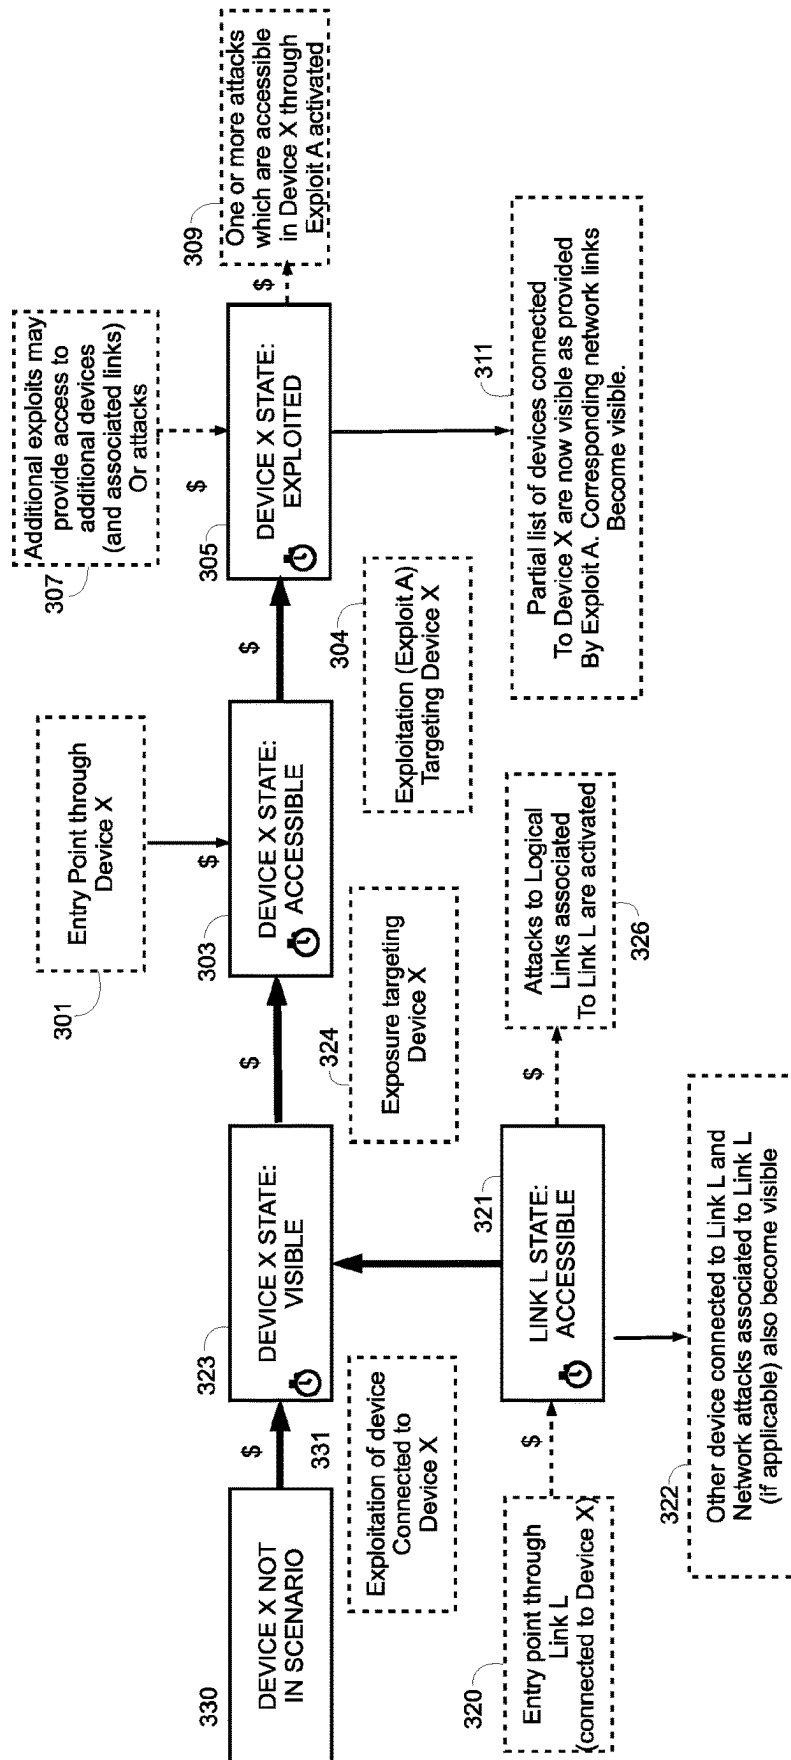 330
DEVICE X NOT
IN SCENARIO
$
331
Exploitation of device
Connected to
Device X
323
DEVICE X STATE:
VISIBLE
$
324
Exposure targeting
Device X
301
Entry Point through
Device X
$
303
DEVICE X STATE:
ACCESSIBLE
$
304
Exploitation (Exploit A)
Targeting Device X
307
Additional exploits may
provide access to
additional devices
(and associated links)
Or attacks
$
305
DEVICE X STATE:
EXPLOITED
$
309
One or more attacks
which are accessible
in Device X through
Exploit A activated
311
Partial list of devices connected
To Device X are now visible as provided
By Exploit A. Corresponding network links
Become visible.
320
Entry point through
Link L
(connected to Device X)
$
321
LINK L STATE:
ACCESSIBLE
$
326
Attacks to Logical
Links associated
To Link L are activated
322
Other device connected to Link L and
Network attacks associated to Link L
(if applicable) also become visible